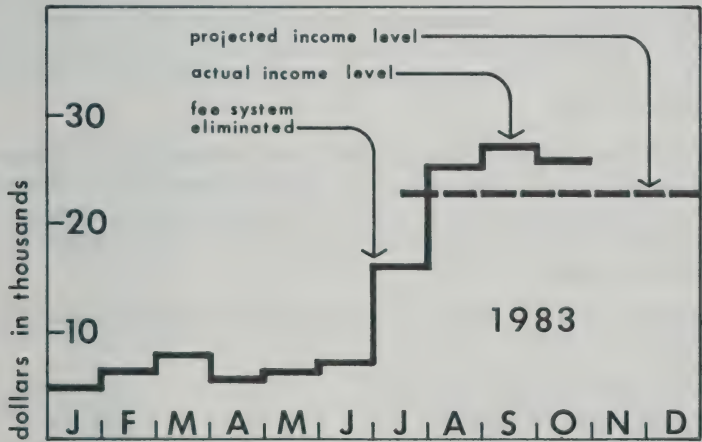 projected income level
actual income level
fee system
eliminated
30
20
10
dollars in thousands
1983
J F M A M J J A S O N D